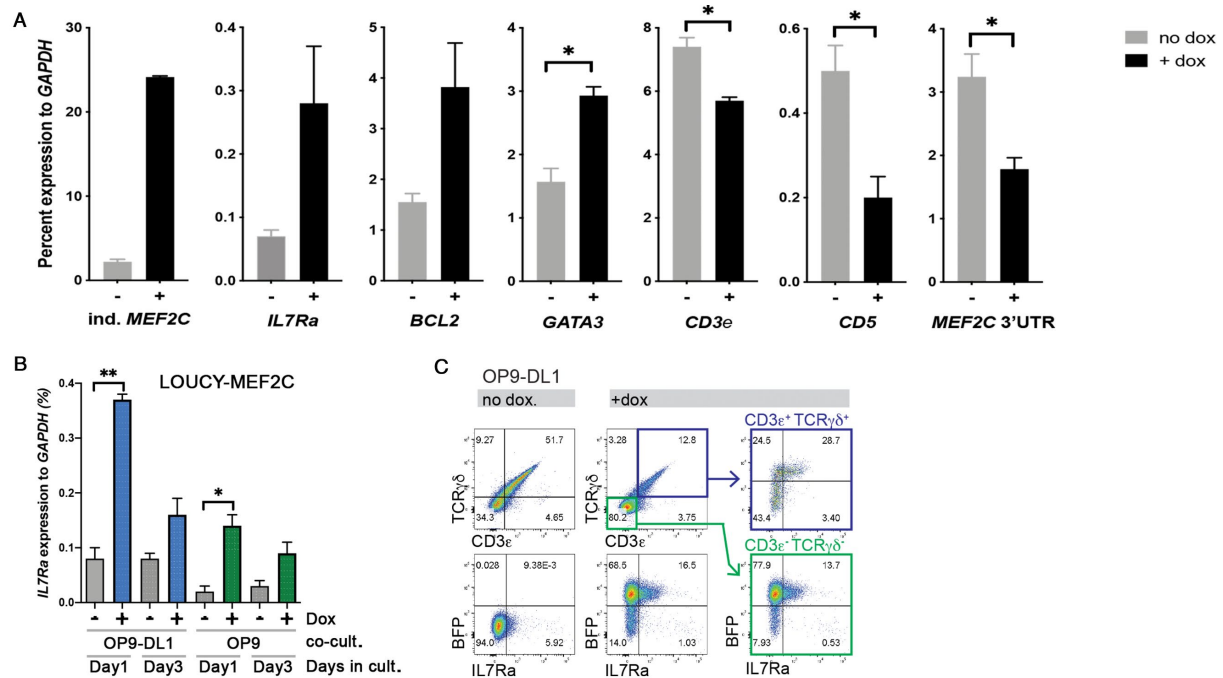 A
no dox
+ dox
Percent expression to GAPDH
30
20
10
0
- +
ind. MEF2C
0.4
0.3
0.2
0.1
0.0
- +
IL7Ra
5
4
3
2
1
0
- +
BCL2
4
3
2
1
0
*
- +
GATA3
8
6
4
2
0
*
- +
CD3e
0.6
0.4
0.2
0.0
*
- +
CD5
4
3
2
1
0
*
- +
MEF2C 3'UTR
B
LOUCY-MEF2C
IL7Ra expression to GAPDH (%)
0.4
0.3
0.2
0.1
0.0
**
*
- + - + - + - + Dox
OP9-DL1 OP9 co-cult.
Day1 Day3 Day1 Day3 Days in cult.
C
OP9-DL1
no dox. +dox
CD3ε+ TCRγδ+
TCRγδ
9.27 51.7
34.3 4.65
CD3ε
TCRγδ
3.28 12.8
80.2 3.75
CD3ε
24.5 28.7
43.4 3.40
CD3ε- TCRγδ-
BFP
0.028 9.38E-3
94.0 5.92
IL7Ra
BFP
68.5 16.5
14.0 1.03
BFP
77.9 13.7
7.93 0.53
IL7Ra